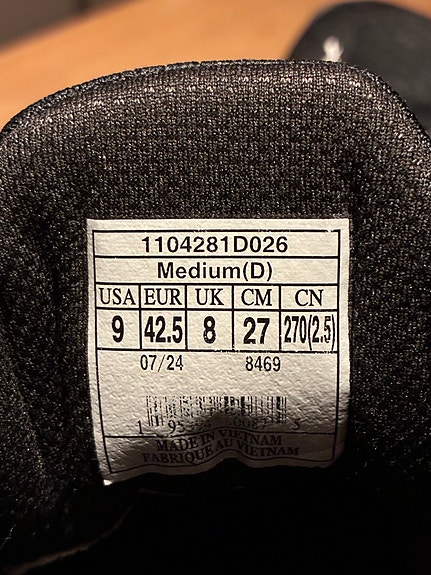 1104281D026
Medium(D)
USA EUR UK CM CN
9 42.5 8 27 270(2.5)
07/24 8469
MADE IN VIETNAM
FABRIQUE AU VIETNAM